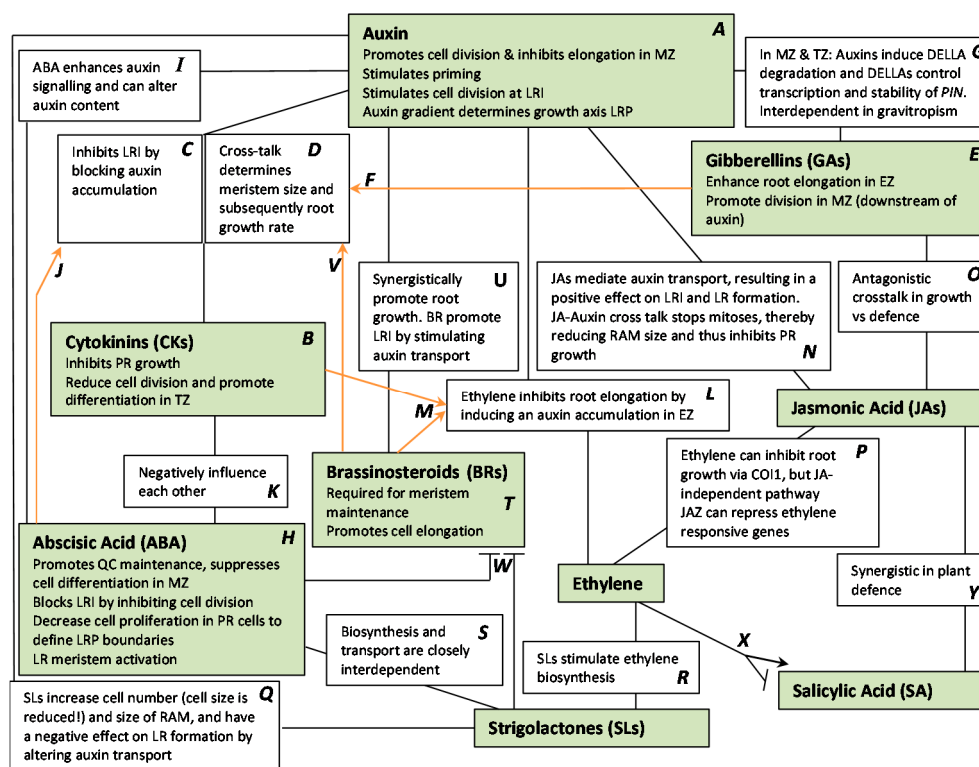 Auxin A
Promotes cell division & inhibits elongation in MZ
Stimulates priming
Stimulates cell division at LRI
Auxin gradient determines growth axis LRP
ABA enhances auxin I
signalling and can alter
auxin content
In MZ & TZ: Auxins induce DELLA G
degradation and DELLAs control
transcription and stability of PIN.
Interdependent in gravitropism
Inhibits LRI by C
blocking auxin
accumulation
Cross-talk D
determines
meristem size and
subsequently root
growth rate
F
Gibberellins (GAs) E
Enhance root elongation in EZ
Promote division in MZ (downstream of
auxin)
J
V
Synergistically U
promote root
growth. BR promote
LRI by stimulating
auxin transport
JAs mediate auxin transport, resulting in a
positive effect on LRI and LR formation.
JA-Auxin cross talk stops mitoses, thereby
reducing RAM size and thus inhibits PR
growth N
Antagonistic O
crosstalk in growth
vs defence
Cytokinins (CKs) B
Inhibits PR growth
Reduce cell division and promote
differentiation in TZ
M
Ethylene inhibits root elongation by L
inducing an auxin accumulation in EZ
Jasmonic Acid (JAs)
Negatively influence
each other K
Brassinosteroids (BRs)
Required for meristem
maintenance T
Promotes cell elongation
Ethylene can inhibit root P
growth via COI1, but JA-
independent pathway
JAZ can repress ethylene
responsive genes
Abscisic Acid (ABA) H
Promotes QC maintenance, suppresses
cell differentiation in MZ
Blocks LRI by inhibiting cell division
Decrease cell proliferation in PR cells to
define LRP boundaries
LR meristem activation
W
Ethylene
Synergistic in plant
defence Y
Biosynthesis and S
transport are closely
interdependent
X
SLs stimulate ethylene
biosynthesis R
Salicylic Acid (SA)
SLs increase cell number (cell size is Q
reduced!) and size of RAM, and have
a negative effect on LR formation by
altering auxin transport
Strigolactones (SLs)